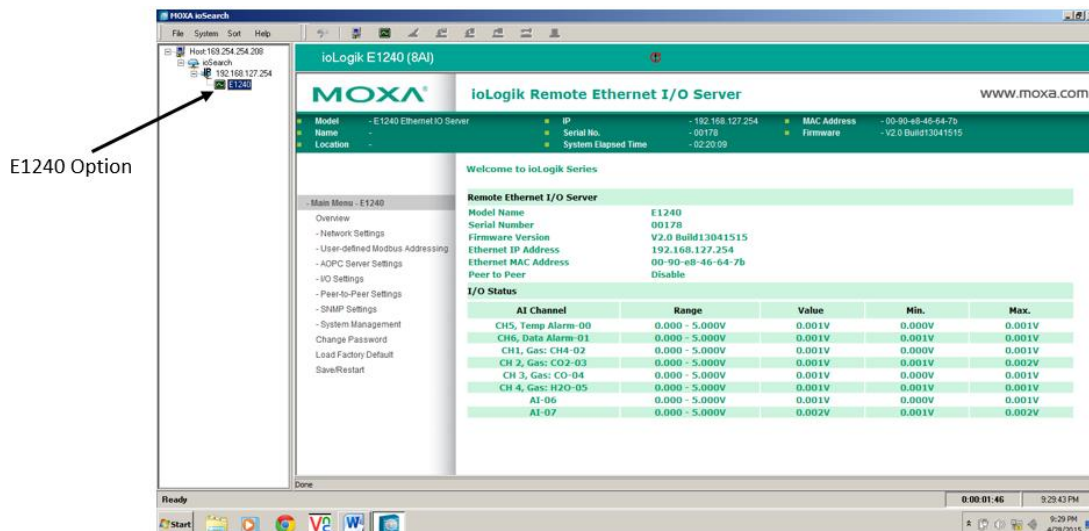 MOXA ioSearch
File System Sort Help
Host:169.254.254.208
ioSearch
192.168.127.254
E1240
E1240 Option
ioLogik E1240 (8AI)
MOXA®
ioLogik Remote Ethernet I/O Server
www.moxa.com
Model - E1240 Ethernet IO Server IP - 192.168.127.254 MAC Address - 00-90-e8-46-64-7b
Name - Serial No. - 00178 Firmware - V2.0 Build13041515
Location - System Elapsed Time - 02:20:09
- Main Menu - E1240
Overview
- Network Settings
- User-defined Modbus Addressing
- AOPC Server Settings
- I/O Settings
- Peer-to-Peer Settings
- SNMP Settings
- System Management
Change Password
Load Factory Default
Save/Restart
Welcome to ioLogik Series
Remote Ethernet I/O Server
Model Name E1240
Serial Number 00178
Firmware Version V2.0 Build13041515
Ethernet IP Address 192.168.127.254
Ethernet MAC Address 00-90-e8-46-64-7b
Peer to Peer Disable
I/O Status
AI Channel Range Value Min. Max.
CH5, Temp Alarm-00 0.000 - 5.000V 0.001V 0.000V 0.001V
CH6, Data Alarm-01 0.000 - 5.000V 0.001V 0.000V 0.001V
CH1, Gas: CH4-02 0.000 - 5.000V 0.001V 0.000V 0.001V
CH 2, Gas: CO2-03 0.000 - 5.000V 0.001V 0.001V 0.002V
CH 3, Gas: CO-04 0.000 - 5.000V 0.001V 0.000V 0.001V
CH 4, Gas: H2O-05 0.000 - 5.000V 0.001V 0.001V 0.001V
AI-06 0.000 - 5.000V 0.001V 0.000V 0.001V
AI-07 0.000 - 5.000V 0.002V 0.001V 0.002V
Done
Ready 0:00:01:46 9:29:43 PM
Start 9:29 PM
4/28/2015